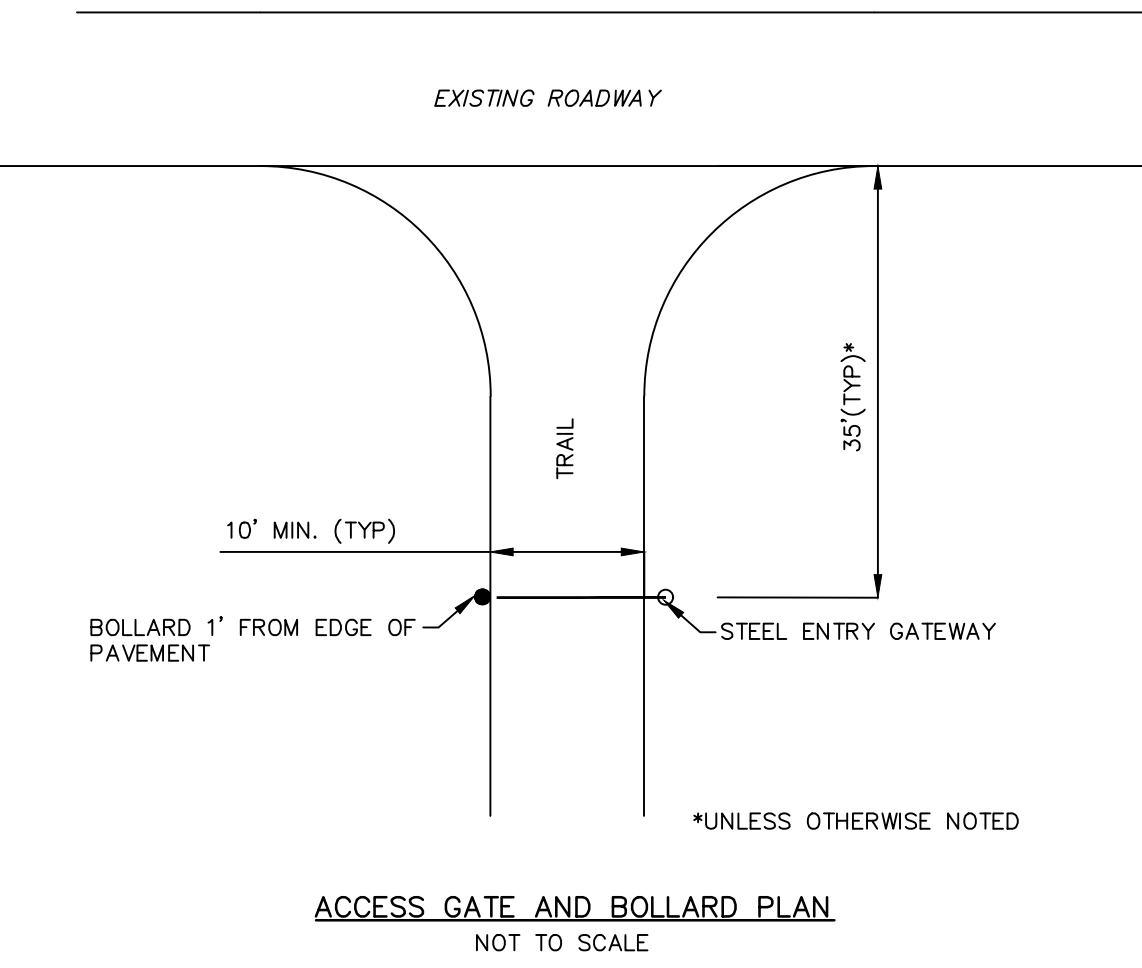 EXISTING ROADWAY
35'(TYP)*
TRAIL
10' MIN. (TYP)
BOLLARD 1' FROM EDGE OF
PAVEMENT
STEEL ENTRY GATEWAY
*UNLESS OTHERWISE NOTED
ACCESS GATE AND BOLLARD PLAN
NOT TO SCALE